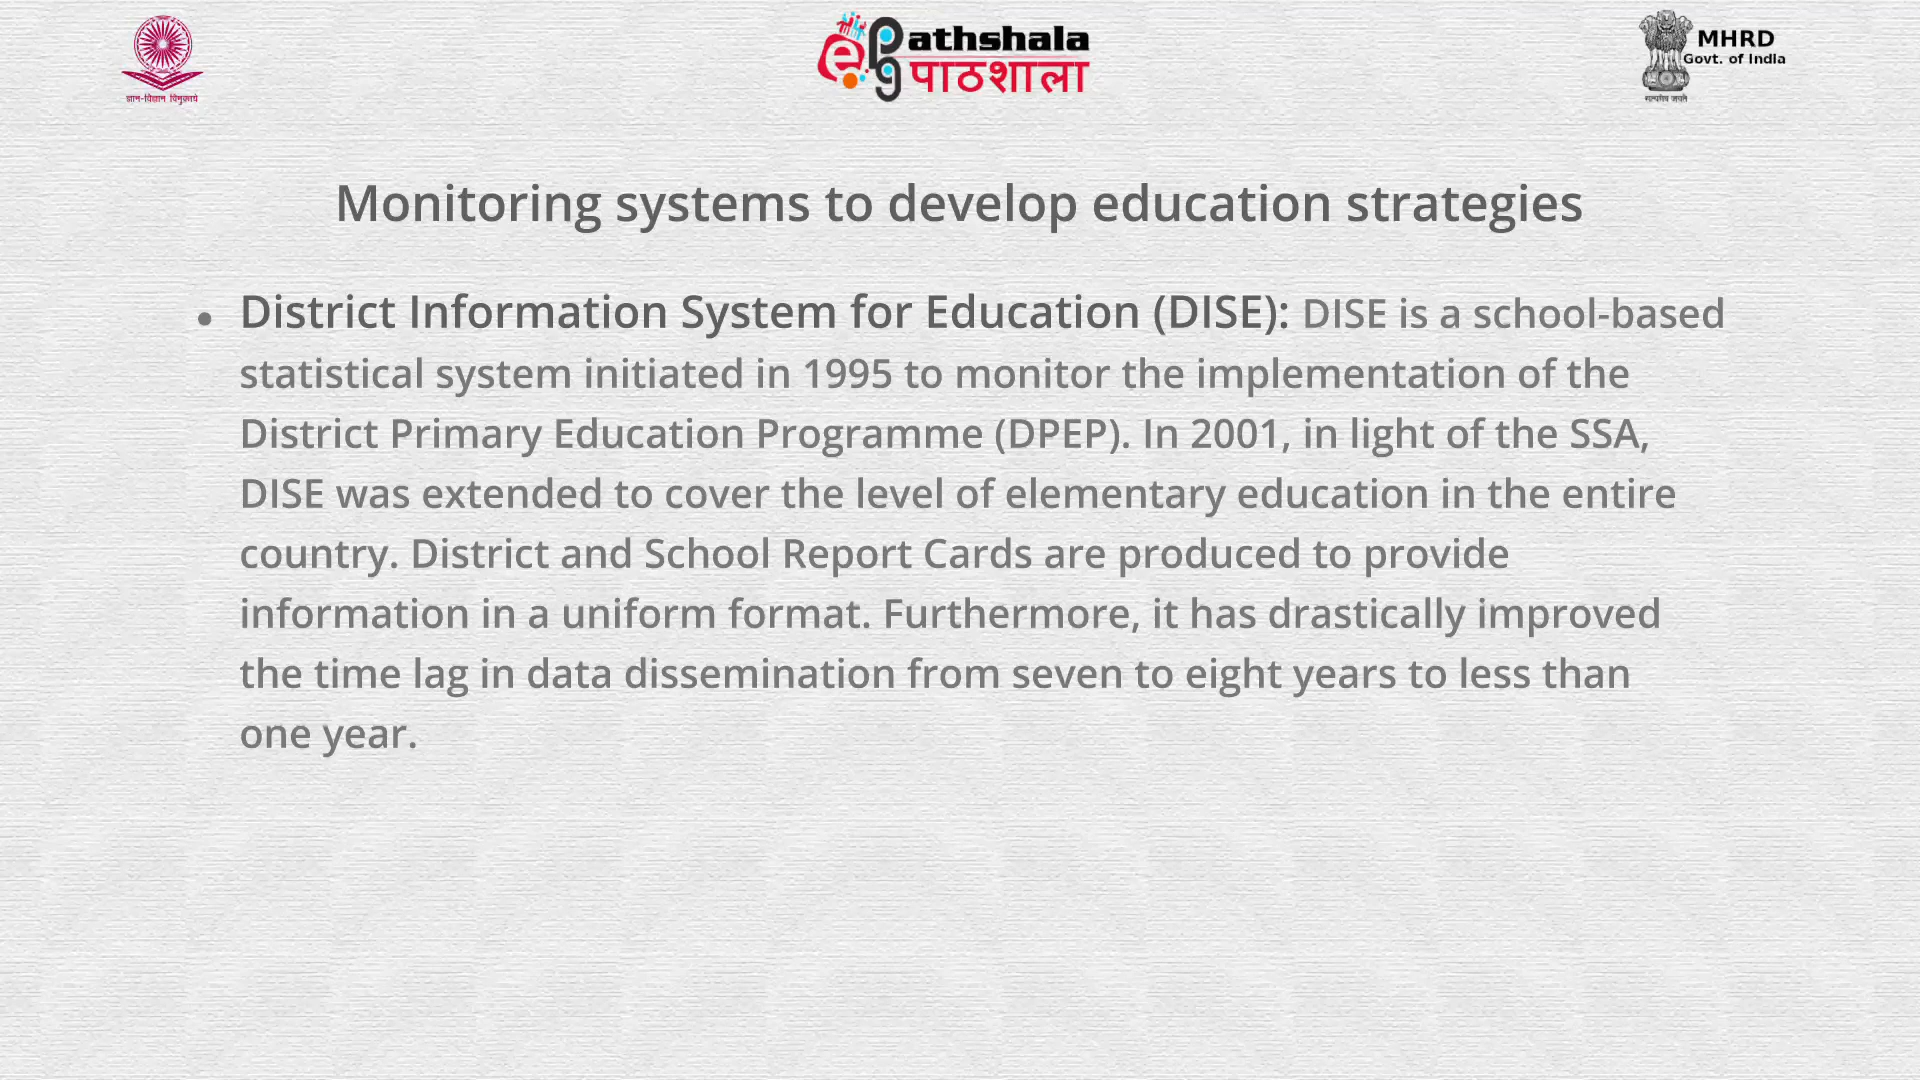 ज्ञान-विज्ञान विमुक्तये
athshala
पाठशाला
MHRD
Govt. of India
सत्यमेव जयते
Monitoring systems to develop education strategies
• District Information System for Education (DISE): DISE is a school-based
statistical system initiated in 1995 to monitor the implementation of the
District Primary Education Programme (DPEP). In 2001, in light of the SSA,
DISE was extended to cover the level of elementary education in the entire
country. District and School Report Cards are produced to provide
information in a uniform format. Furthermore, it has drastically improved
the time lag in data dissemination from seven to eight years to less than
one year.